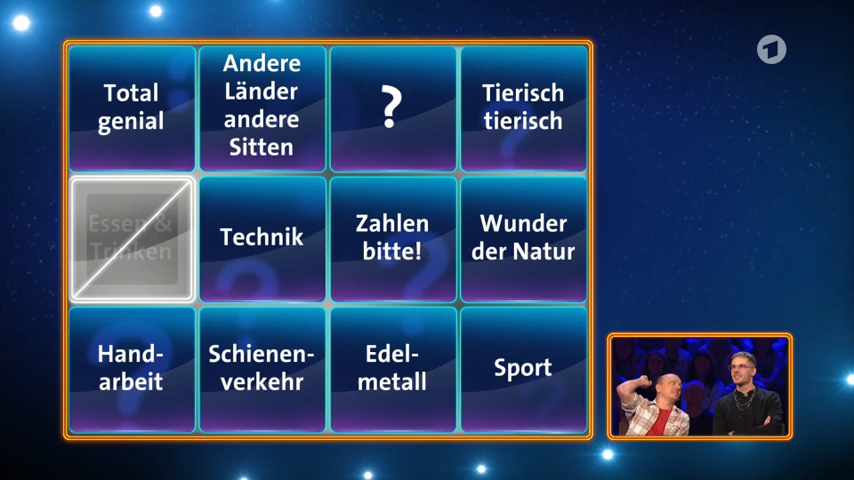 Total
genial
Andere
Länder
andere
Sitten
?
Tierisch
tierisch
Essen &
Trinken
Technik
Zahlen
bitte!
Wunder
der Natur
Hand-
arbeit
Schienen-
verkehr
Edel-
metall
Sport
1